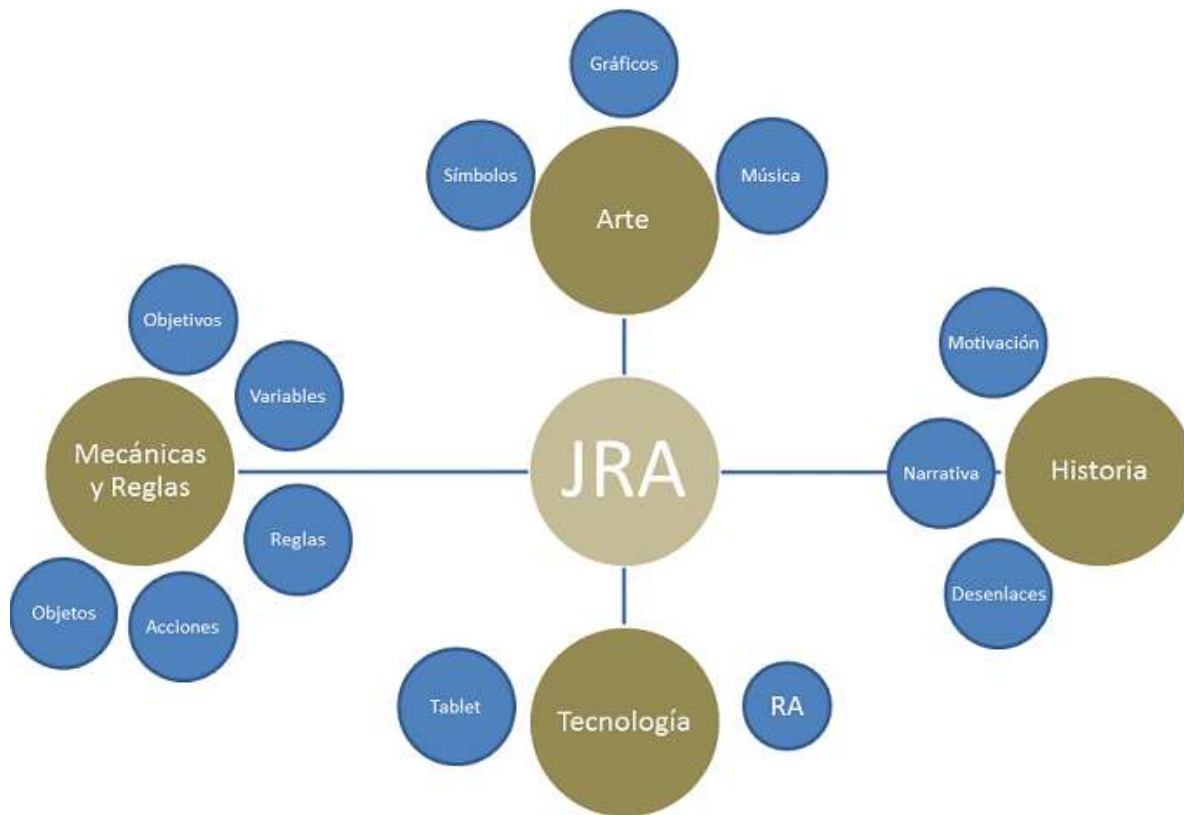 Gráficos
Símbolos
Música
Arte
Objetivos
Variables
Mecánicas
y Reglas
Reglas
Objetos
Acciones
JRA
Motivación
Narrativa
Historia
Desenlaces
Tablet
Tecnología
RA